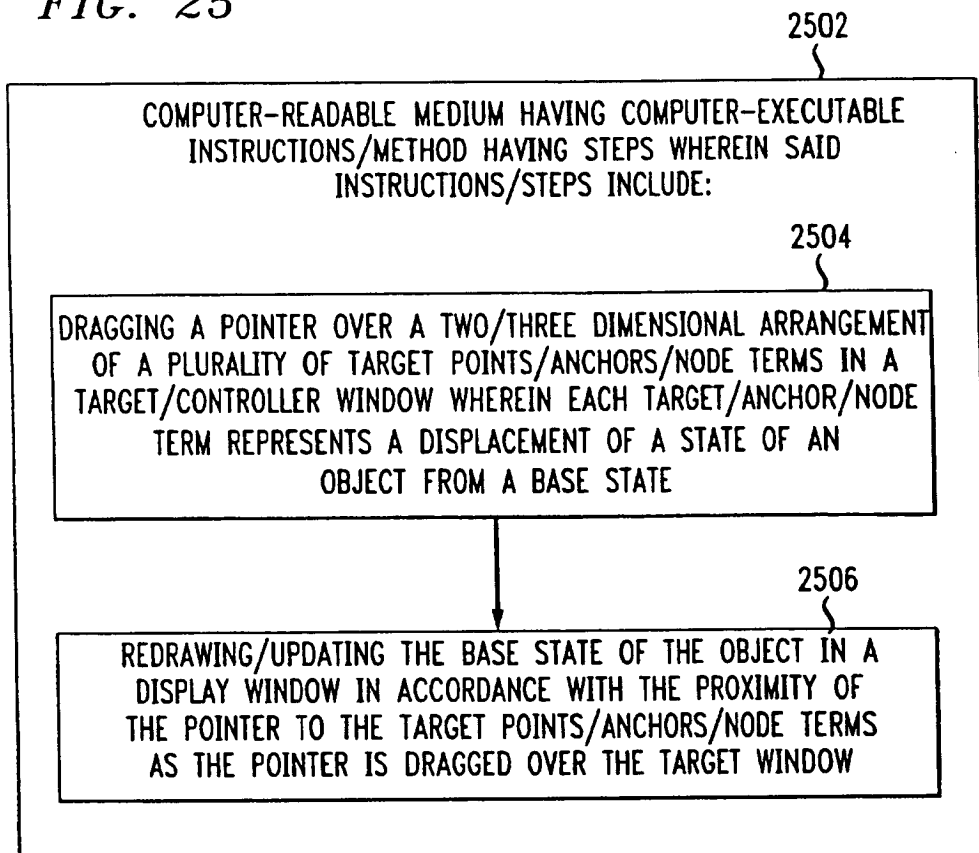 FIG. 25
2502
COMPUTER-READABLE MEDIUM HAVING COMPUTER-EXECUTABLE
INSTRUCTIONS/METHOD HAVING STEPS WHEREIN SAID
INSTRUCTIONS/STEPS INCLUDE:
2504
DRAGGING A POINTER OVER A TWO/THREE DIMENSIONAL ARRANGEMENT
OF A PLURALITY OF TARGET POINTS/ANCHORS/NODE TERMS IN A
TARGET/CONTROLLER WINDOW WHEREIN EACH TARGET/ANCHOR/NODE
TERM REPRESENTS A DISPLACEMENT OF A STATE OF AN
OBJECT FROM A BASE STATE
2506
REDRAWING/UPDATING THE BASE STATE OF THE OBJECT IN A
DISPLAY WINDOW IN ACCORDANCE WITH THE PROXIMITY OF
THE POINTER TO THE TARGET POINTS/ANCHORS/NODE TERMS
AS THE POINTER IS DRAGGED OVER THE TARGET WINDOW